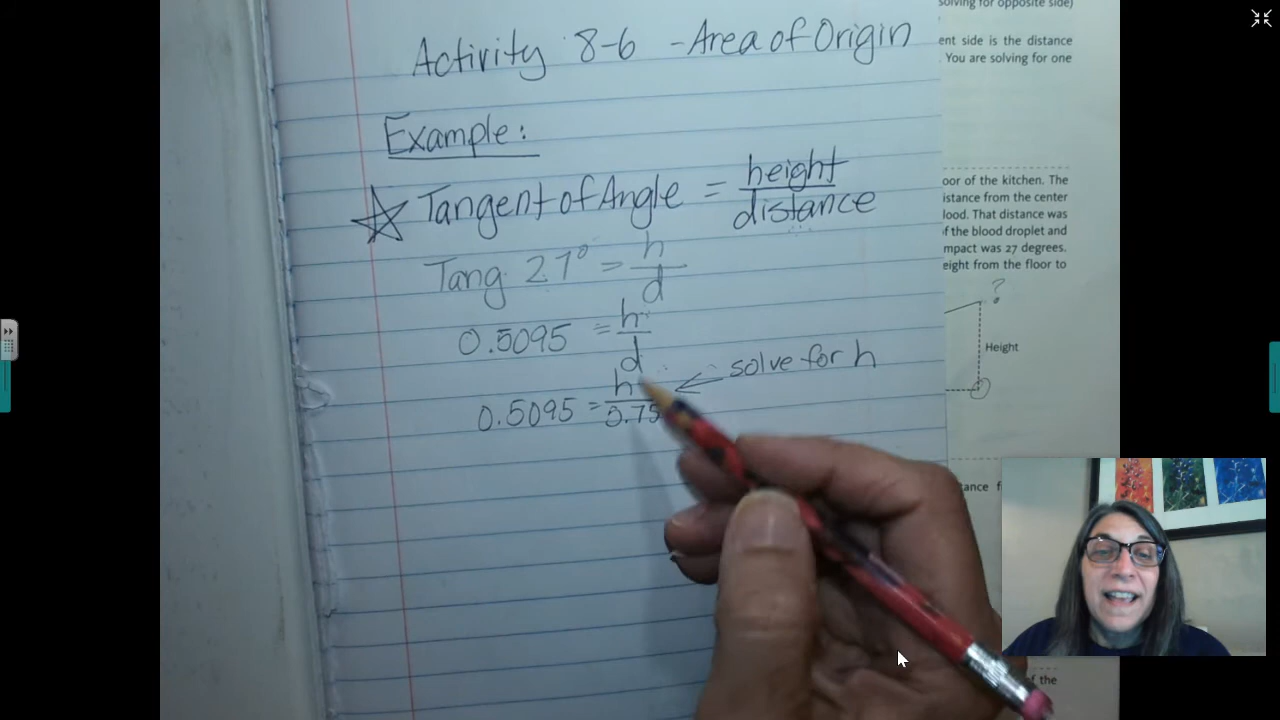 Activity 8-6 - Area of Origin
Example:
Tangent of Angle = height
distance
Tang 27° = h
d
0.5095 = h
d
0.5095 = h
0.75
solve for h
solving for opposite side)
ent side is the distance
You are solving for one
oor of the kitchen. The
istance from the center
lood. That distance was
of the blood droplet and
mpact was 27 degrees.
eight from the floor to
?
Height
tance f
of the